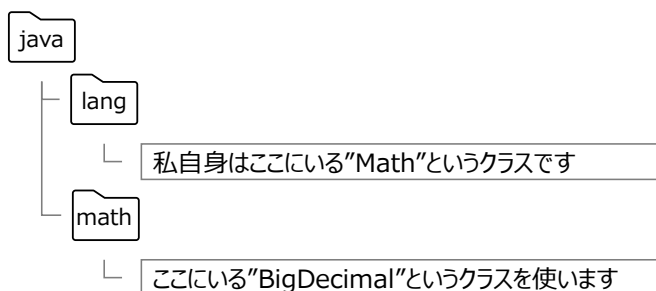 java
lang
私自身はここにいる”Math”というクラスです
math
ここにいる”BigDecimal”というクラスを使います